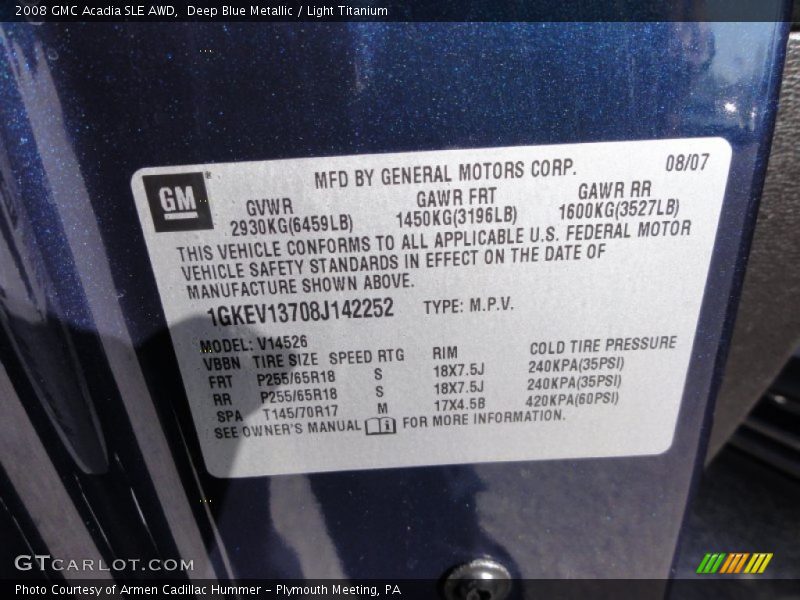 2008 GMC Acadia SLE AWD, Deep Blue Metallic / Light Titanium
GM
MFD BY GENERAL MOTORS CORP. 08/07
GVWR GAWR FRT GAWR RR
2930KG(6459LB) 1450KG(3196LB) 1600KG(3527LB)
THIS VEHICLE CONFORMS TO ALL APPLICABLE U.S. FEDERAL MOTOR
VEHICLE SAFETY STANDARDS IN EFFECT ON THE DATE OF
MANUFACTURE SHOWN ABOVE.
1GKEV13708J142252 TYPE: M.P.V.
MODEL: V14526
VBBN TIRE SIZE SPEED RTG RIM COLD TIRE PRESSURE
FRT P255/65R18 S 18X7.5J 240KPA(35PSI)
RR P255/65R18 S 18X7.5J 240KPA(35PSI)
SPA T145/70R17 M 17X4.5B 420KPA(60PSI)
SEE OWNER'S MANUAL FOR MORE INFORMATION.
GTCARLOT.COM
Photo Courtesy of Armen Cadillac Hummer – Plymouth Meeting, PA